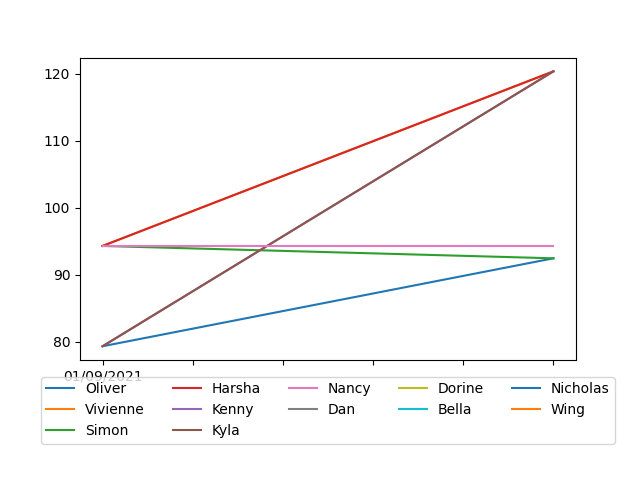 120
110
100
90
80
01/09/2021
Oliver Harsha Nancy Dorine Nicholas
Vivienne Kenny Dan Bella Wing
Simon Kyla